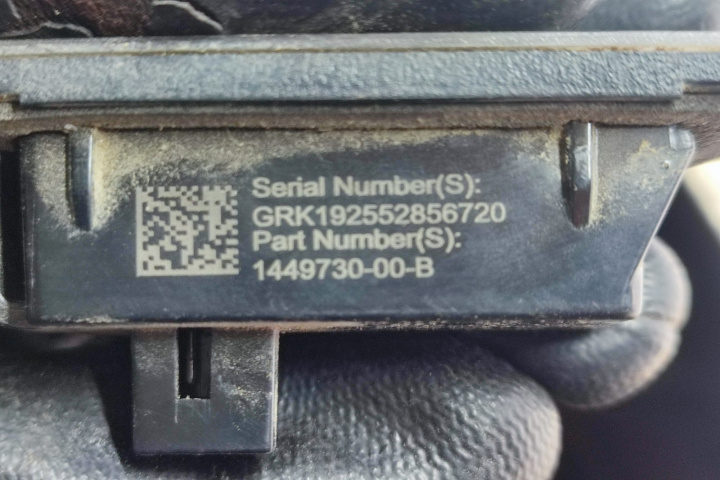 Serial Number(S):
GRK192552856720
Part Number(S):
1449730-00-B